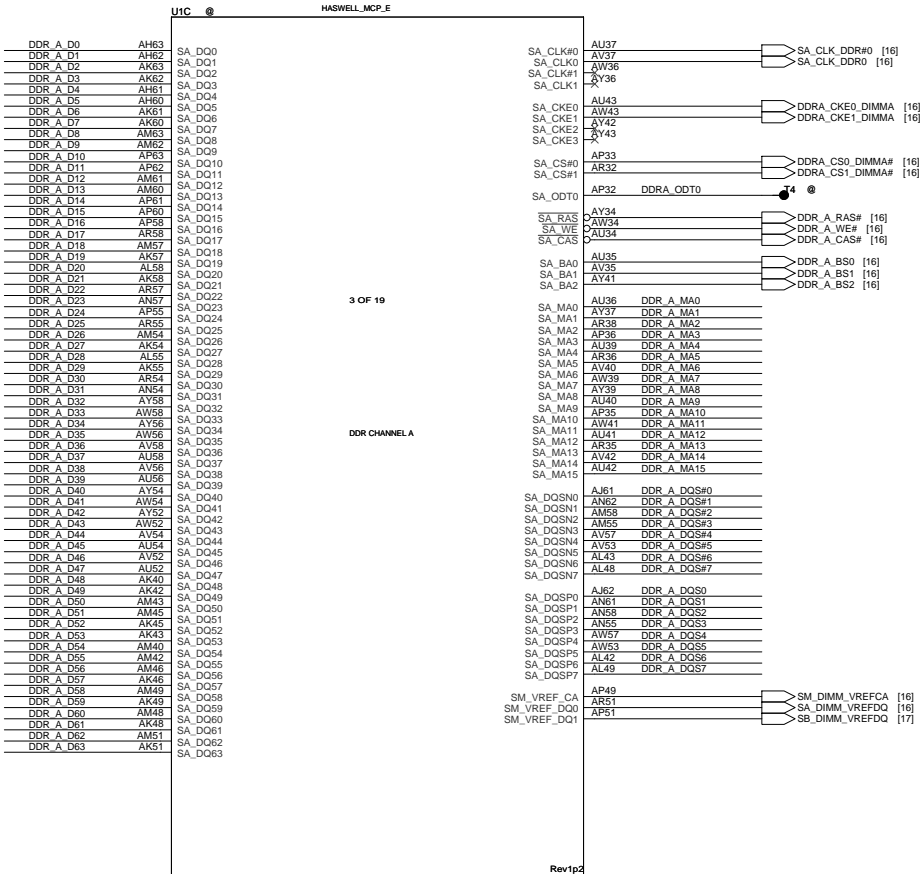 U1C @ HASWELL_MCP_E
DDR_A_D0 AH63 SA_DQ0
DDR_A_D1 AH62 SA_DQ1
DDR_A_D2 AK63 SA_DQ2
DDR_A_D3 AK62 SA_DQ3
DDR_A_D4 AH61 SA_DQ4
DDR_A_D5 AH60 SA_DQ5
DDR_A_D6 AK61 SA_DQ6
DDR_A_D7 AK60 SA_DQ7
DDR_A_D8 AM63 SA_DQ8
DDR_A_D9 AM62 SA_DQ9
DDR_A_D10 AP63 SA_DQ10
DDR_A_D11 AP62 SA_DQ11
DDR_A_D12 AM61 SA_DQ12
DDR_A_D13 AM60 SA_DQ13
DDR_A_D14 AP61 SA_DQ14
DDR_A_D15 AP60 SA_DQ15
DDR_A_D16 AP58 SA_DQ16
DDR_A_D17 AR58 SA_DQ17
DDR_A_D18 AM57 SA_DQ18
DDR_A_D19 AK57 SA_DQ19
DDR_A_D20 AL58 SA_DQ20
DDR_A_D21 AK58 SA_DQ21
DDR_A_D22 AR57 SA_DQ22
DDR_A_D23 AN57 SA_DQ23
DDR_A_D24 AP55 SA_DQ24
DDR_A_D25 AR55 SA_DQ25
DDR_A_D26 AM54 SA_DQ26
DDR_A_D27 AK54 SA_DQ27
DDR_A_D28 AL55 SA_DQ28
DDR_A_D29 AK55 SA_DQ29
DDR_A_D30 AR54 SA_DQ30
DDR_A_D31 AN54 SA_DQ31
DDR_A_D32 AY58 SA_DQ32
DDR_A_D33 AW58 SA_DQ33
DDR_A_D34 AY56 SA_DQ34
DDR_A_D35 AW56 SA_DQ35
DDR_A_D36 AV58 SA_DQ36
DDR_A_D37 AU58 SA_DQ37
DDR_A_D38 AV56 SA_DQ38
DDR_A_D39 AU56 SA_DQ39
DDR_A_D40 AY54 SA_DQ40
DDR_A_D41 AW54 SA_DQ41
DDR_A_D42 AY52 SA_DQ42
DDR_A_D43 AW52 SA_DQ43
DDR_A_D44 AV54 SA_DQ44
DDR_A_D45 AU54 SA_DQ45
DDR_A_D46 AV52 SA_DQ46
DDR_A_D47 AU52 SA_DQ47
DDR_A_D48 AK40 SA_DQ48
DDR_A_D49 AK42 SA_DQ49
DDR_A_D50 AM43 SA_DQ50
DDR_A_D51 AM45 SA_DQ51
DDR_A_D52 AK45 SA_DQ52
DDR_A_D53 AK43 SA_DQ53
DDR_A_D54 AM40 SA_DQ54
DDR_A_D55 AM42 SA_DQ55
DDR_A_D56 AM46 SA_DQ56
DDR_A_D57 AK46 SA_DQ57
DDR_A_D58 AM49 SA_DQ58
DDR_A_D59 AK49 SA_DQ59
DDR_A_D60 AM48 SA_DQ60
DDR_A_D61 AK48 SA_DQ61
DDR_A_D62 AM51 SA_DQ62
DDR_A_D63 AK51 SA_DQ63
3 OF 19
DDR CHANNEL A
SA_CLK#0 AU37 SA_CLK_DDR#0 [16]
SA_CLK0 AV37 SA_CLK_DDR0 [16]
SA_CLK#1 AW36
SA_CLK1 AY36
SA_CKE0 AU43 DDRA_CKE0_DIMMA [16]
SA_CKE1 AW43 DDRA_CKE1_DIMMA [16]
SA_CKE2 AY42
SA_CKE3 AY43
SA_CS#0 AP33 DDRA_CS0_DIMMA# [16]
SA_CS#1 AR32 DDRA_CS1_DIMMA# [16]
SA_ODT0 AP32 DDRA_ODT0 T4 @
SA_RAS AY34 DDR_A_RAS# [16]
SA_WE AW34 DDR_A_WE# [16]
SA_CAS AU34 DDR_A_CAS# [16]
SA_BA0 AU35 DDR_A_BS0 [16]
SA_BA1 AV35 DDR_A_BS1 [16]
SA_BA2 AY41 DDR_A_BS2 [16]
SA_MA0 AU36 DDR_A_MA0
SA_MA1 AY37 DDR_A_MA1
SA_MA2 AR38 DDR_A_MA2
SA_MA3 AP36 DDR_A_MA3
SA_MA4 AU39 DDR_A_MA4
SA_MA5 AR36 DDR_A_MA5
SA_MA6 AV40 DDR_A_MA6
SA_MA7 AW39 DDR_A_MA7
SA_MA8 AY39 DDR_A_MA8
SA_MA9 AU40 DDR_A_MA9
SA_MA10 AP35 DDR_A_MA10
SA_MA11 AW41 DDR_A_MA11
SA_MA12 AU41 DDR_A_MA12
SA_MA13 AR35 DDR_A_MA13
SA_MA14 AV42 DDR_A_MA14
SA_MA15 AU42 DDR_A_MA15
SA_DQSN0 AJ61 DDR_A_DQS#0
SA_DQSN1 AN62 DDR_A_DQS#1
SA_DQSN2 AM58 DDR_A_DQS#2
SA_DQSN3 AM55 DDR_A_DQS#3
SA_DQSN4 AV57 DDR_A_DQS#4
SA_DQSN5 AV53 DDR_A_DQS#5
SA_DQSN6 AL43 DDR_A_DQS#6
SA_DQSN7 AL48 DDR_A_DQS#7
SA_DQSP0 AJ62 DDR_A_DQS0
SA_DQSP1 AN61 DDR_A_DQS1
SA_DQSP2 AN58 DDR_A_DQS2
SA_DQSP3 AN55 DDR_A_DQS3
SA_DQSP4 AW57 DDR_A_DQS4
SA_DQSP5 AW53 DDR_A_DQS5
SA_DQSP6 AL42 DDR_A_DQS6
SA_DQSP7 AL49 DDR_A_DQS7
SM_VREF_CA AP49 SM_DIMM_VREFCA [16]
SM_VREF_DQ0 AR51 SA_DIMM_VREFDQ [16]
SM_VREF_DQ1 AP51 SB_DIMM_VREFDQ [17]
Rev1p2